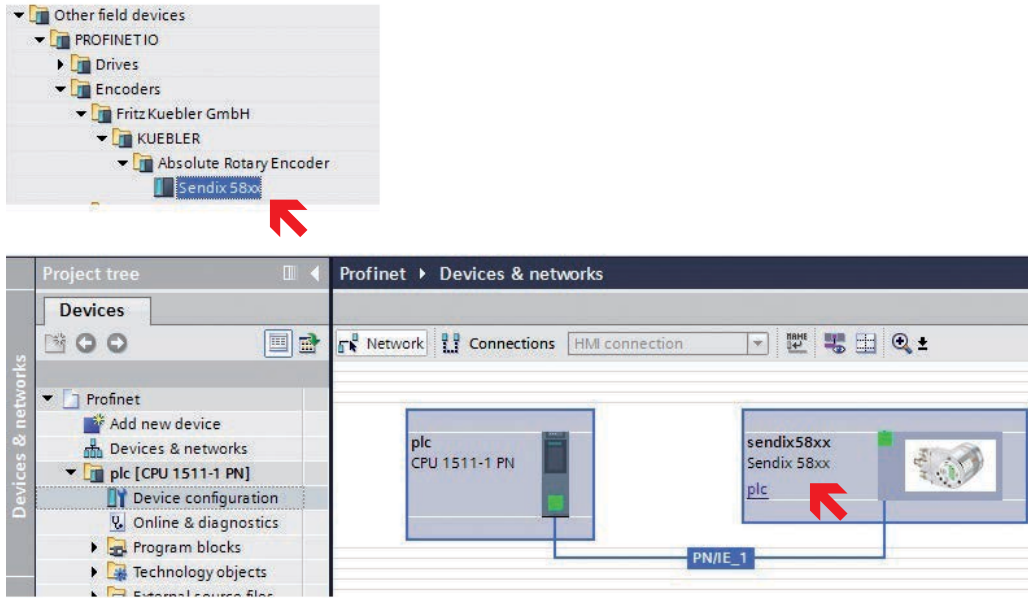 Other field devices
PROFINET IO
Drives
Encoders
Fritz Kuebler GmbH
KUEBLER
Absolute Rotary Encoder
Sendix 58xx
Project tree
Profinet Devices & networks
Devices
Network Connections HMI connection
Devices & networks
Profinet
Add new device
Devices & networks
plc [CPU 1511-1 PN]
Device configuration
Online & diagnostics
Program blocks
Technology objects
External source files
plc
CPU 1511-1 PN
sendix58xx
Sendix 58xx
plc
PN/IE_1